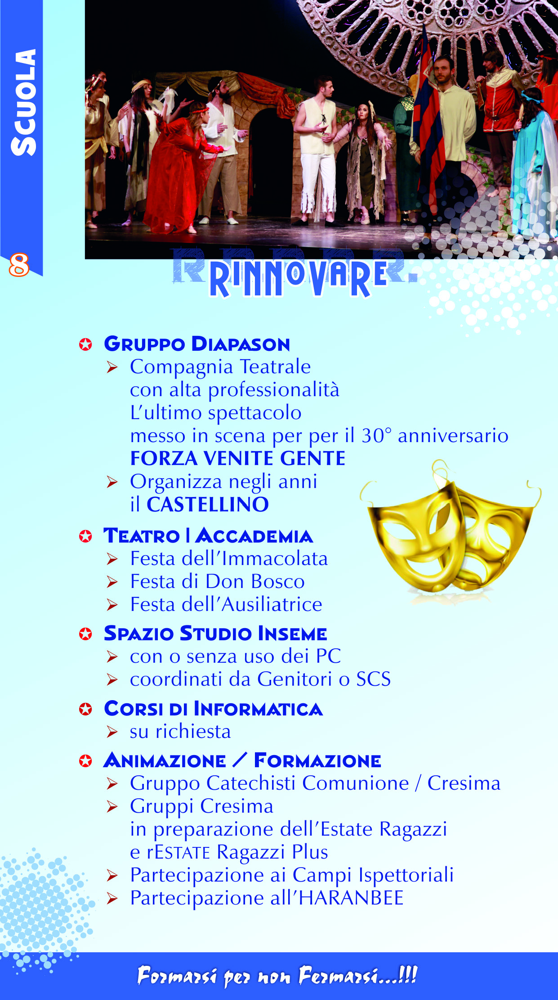 SCUOLA
8
R.R.R.R.R.
RINNOVARE
GRUPPO DIAPASON
Compagnia Teatrale
con alta professionalità
L’ultimo spettacolo
messo in scena per per il 30° anniversario
FORZA VENITE GENTE
Organizza negli anni
il CASTELLINO
TEATRO | ACCADEMIA
Festa dell’Immacolata
Festa di Don Bosco
Festa dell’Ausiliatrice
SPAZIO STUDIO INSEME
con o senza uso dei PC
coordinati da Genitori o SCS
CORSI DI INFORMATICA
su richiesta
ANIMAZIONE / FORMAZIONE
Gruppo Catechisti Comunione / Cresima
Gruppi Cresima
in preparazione dell’Estate Ragazzi
e rESTATE Ragazzi Plus
Partecipazione ai Campi Ispettoriali
Partecipazione all’HARANBEE
Formarsi per non Fermarsi...!!!